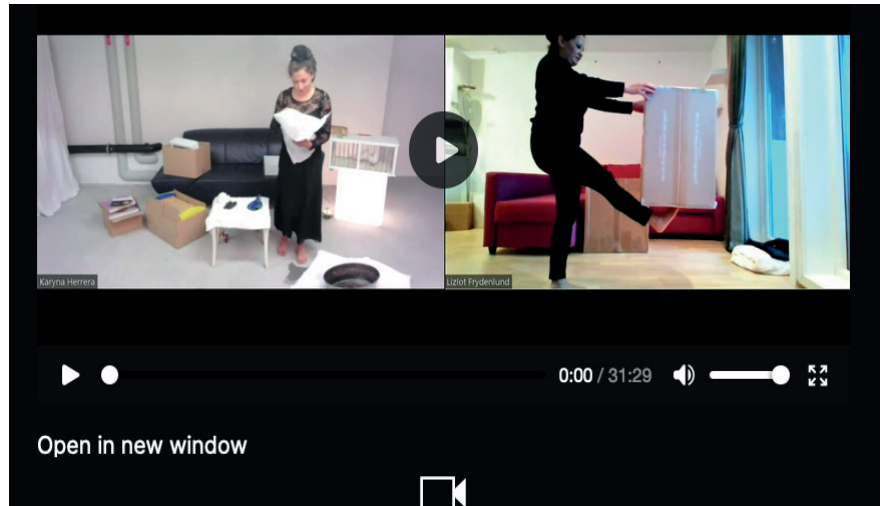 Karyna Herrera
Lizlot Frydenlund
0:00 / 31:29
Open in new window